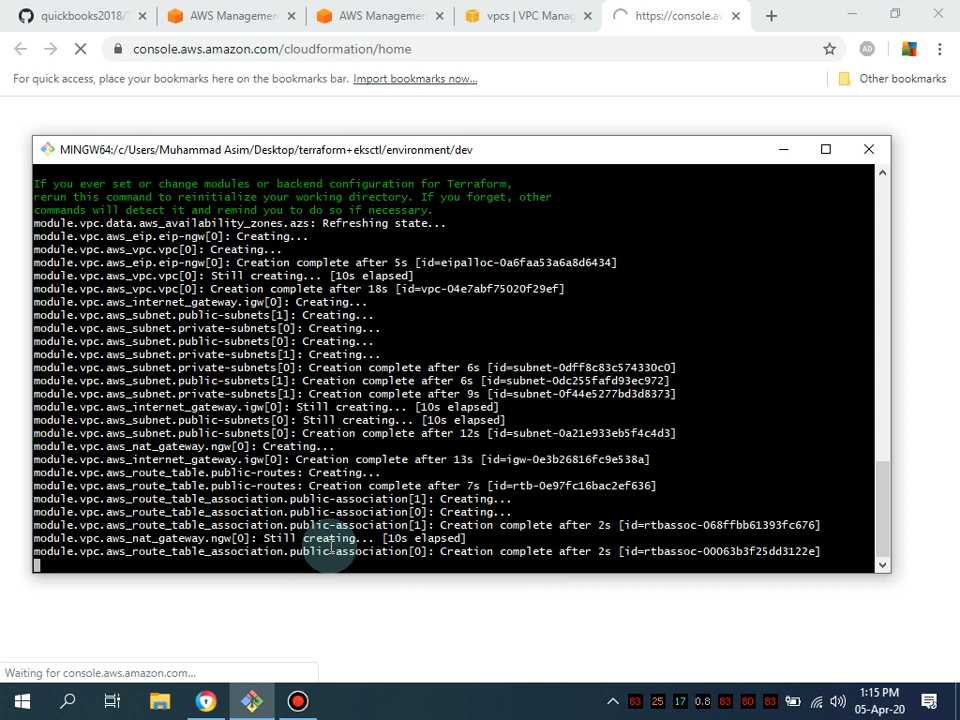 quickbooks2018/
AWS Managemen
AWS Managemen
vpcs | VPC Manag
https://console.aw
console.aws.amazon.com/cloudformation/home
AD
For quick access, place your bookmarks here on the bookmarks bar. Import bookmarks now...
Other bookmarks
MINGW64:/c/Users/Muhammad Asim/Desktop/terraform+eksctl/environment/dev
If you ever set or change modules or backend configuration for Terraform,
rerun this command to reinitialize your working directory. If you forget, other
commands will detect it and remind you to do so if necessary.
module.vpc.data.aws_availability_zones.azs: Refreshing state...
module.vpc.aws_eip.eip-ngw[0]: Creating...
module.vpc.aws_vpc.vpc[0]: Creating...
module.vpc.aws_eip.eip-ngw[0]: Creation complete after 5s [id=eipalloc-0a6faa53a6a8d6434]
module.vpc.aws_vpc.vpc[0]: Still creating... [10s elapsed]
module.vpc.aws_vpc.vpc[0]: Creation complete after 18s [id=vpc-04e7abf75020f29ef]
module.vpc.aws_internet_gateway.igw[0]: Creating...
module.vpc.aws_subnet.public-subnets[1]: Creating...
module.vpc.aws_subnet.private-subnets[0]: Creating...
module.vpc.aws_subnet.public-subnets[0]: Creating...
module.vpc.aws_subnet.private-subnets[1]: Creating...
module.vpc.aws_subnet.private-subnets[0]: Creation complete after 6s [id=subnet-0dff8c83c574330c0]
module.vpc.aws_subnet.public-subnets[1]: Creation complete after 6s [id=subnet-0dc255fafd93ec972]
module.vpc.aws_subnet.private-subnets[1]: Creation complete after 9s [id=subnet-0f44e5277bd3d8373]
module.vpc.aws_internet_gateway.igw[0]: Still creating... [10s elapsed]
module.vpc.aws_subnet.public-subnets[0]: Still creating... [10s elapsed]
module.vpc.aws_subnet.public-subnets[0]: Creation complete after 12s [id=subnet-0a21e933eb5f4c4d3]
module.vpc.aws_nat_gateway.ngw[0]: Creating...
module.vpc.aws_internet_gateway.igw[0]: Creation complete after 13s [id=igw-0e3b26816fc9e538a]
module.vpc.aws_route_table.public-routes: Creating...
module.vpc.aws_route_table.public-routes: Creation complete after 7s [id=rtb-0e97fc16bac2ef636]
module.vpc.aws_route_table_association.public-association[1]: Creating...
module.vpc.aws_route_table_association.public-association[0]: Creating...
module.vpc.aws_route_table_association.public-association[1]: Creation complete after 2s [id=rtbassoc-068ffbb61393fc676]
module.vpc.aws_nat_gateway.ngw[0]: Still creating... [10s elapsed]
module.vpc.aws_route_table_association.public-association[0]: Creation complete after 2s [id=rtbassoc-00063b3f25dd3122e]
Waiting for console.aws.amazon.com...
83 25 17 0.8 83 80 83
1:15 PM
05-Apr-20